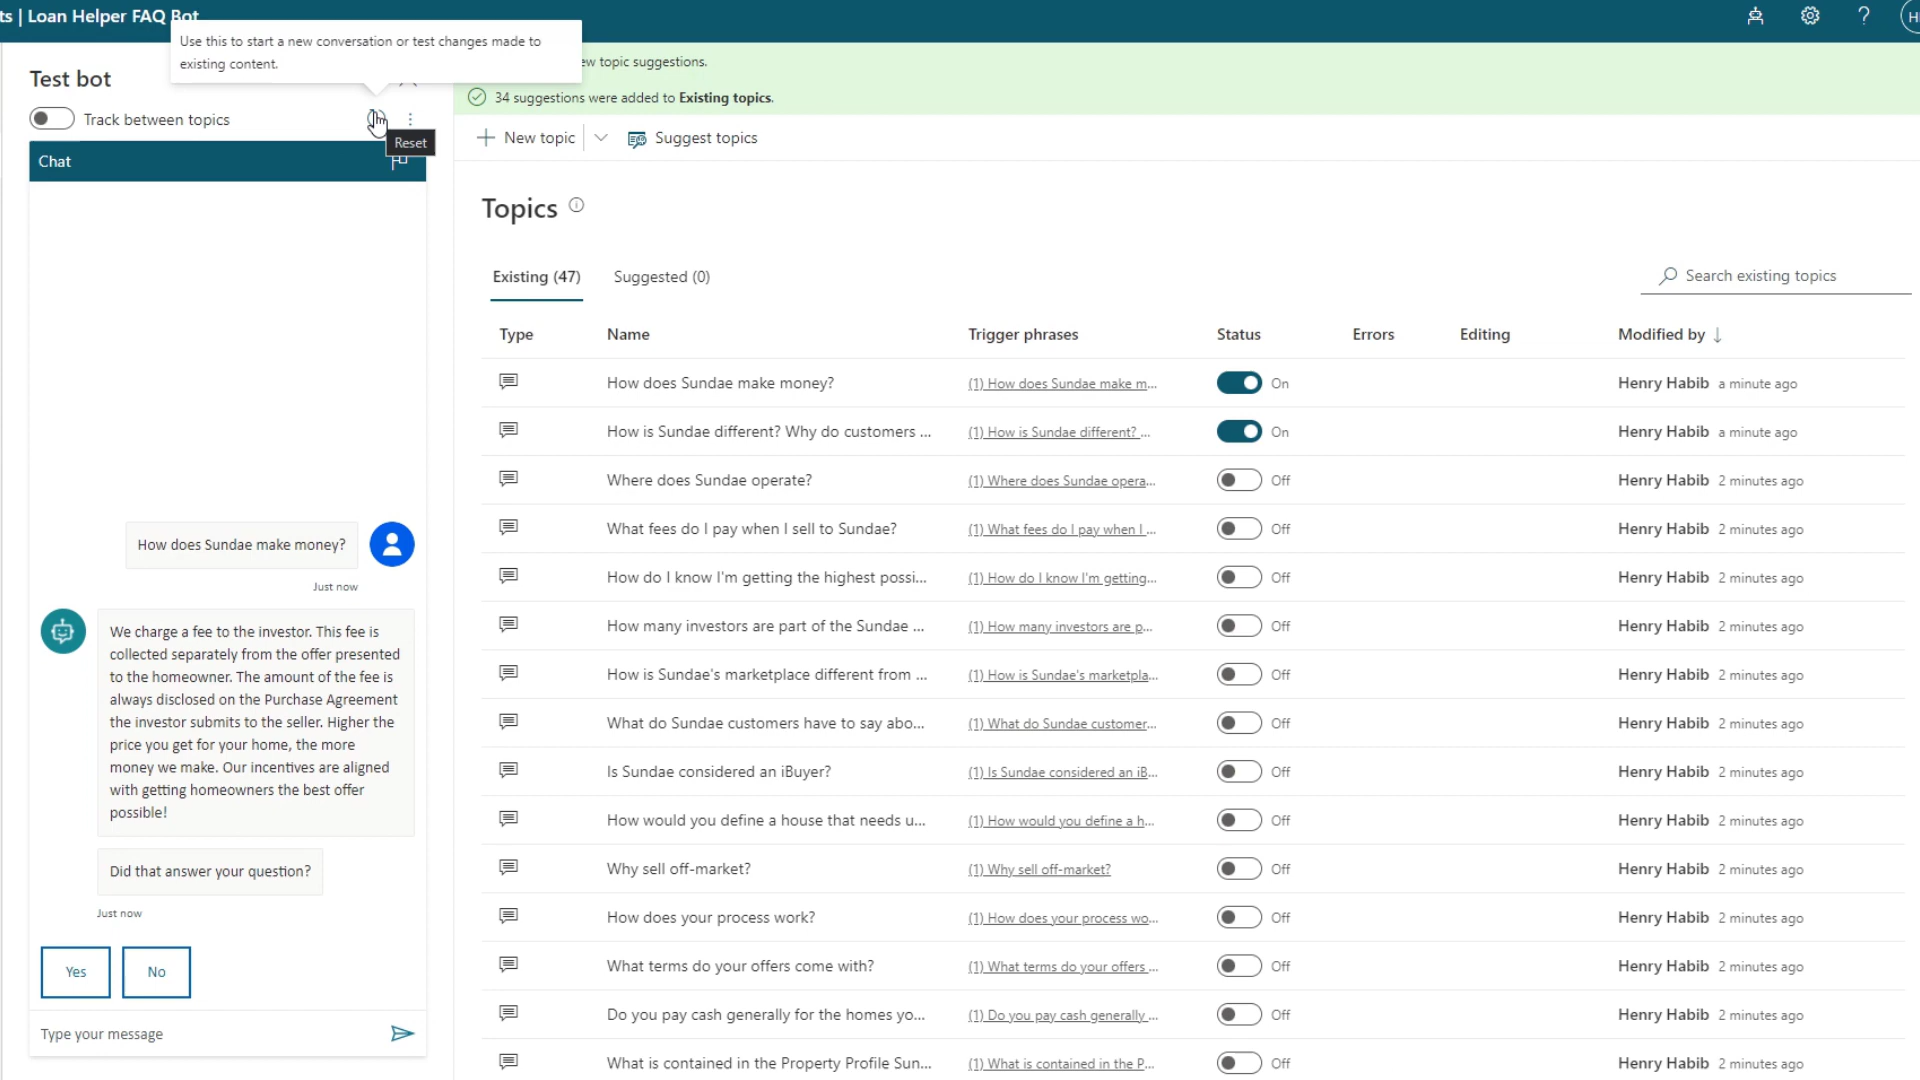 ts | Loan Helper FAQ Bot
Use this to start a new conversation or test changes made to
existing content.
Test bot
Track between topics
Reset
Chat
How does Sundae make money?
Just now
We charge a fee to the investor. This fee is
collected separately from the offer presented
to the homeowner. The amount of the fee is
always disclosed on the Purchase Agreement
the investor submits to the seller. Higher the
price you get for your home, the more
money we make. Our incentives are aligned
with getting homeowners the best offer
possible!
Did that answer your question?
Just now
Yes No
Type your message
ew topic suggestions.
34 suggestions were added to Existing topics.
New topic Suggest topics
Topics
Existing (47) Suggested (0) Search existing topics
Type Name Trigger phrases Status Errors Editing Modified by ↓
How does Sundae make money? (1) How does Sundae make m... On Henry Habib a minute ago
How is Sundae different? Why do customers ... (1) How is Sundae different? ... On Henry Habib a minute ago
Where does Sundae operate? (1) Where does Sundae opera... Off Henry Habib 2 minutes ago
What fees do I pay when I sell to Sundae? (1) What fees do I pay when I ... Off Henry Habib 2 minutes ago
How do I know I'm getting the highest possi... (1) How do I know I'm getting... Off Henry Habib 2 minutes ago
How many investors are part of the Sundae ... (1) How many investors are p... Off Henry Habib 2 minutes ago
How is Sundae's marketplace different from ... (1) How is Sundae's marketpla... Off Henry Habib 2 minutes ago
What do Sundae customers have to say abo... (1) What do Sundae customer... Off Henry Habib 2 minutes ago
Is Sundae considered an iBuyer? (1) Is Sundae considered an iB... Off Henry Habib 2 minutes ago
How would you define a house that needs u... (1) How would you define a h... Off Henry Habib 2 minutes ago
Why sell off-market? (1) Why sell off-market? Off Henry Habib 2 minutes ago
How does your process work? (1) How does your process wo... Off Henry Habib 2 minutes ago
What terms do your offers come with? (1) What terms do your offers ... Off Henry Habib 2 minutes ago
Do you pay cash generally for the homes yo... (1) Do you pay cash generally ... Off Henry Habib 2 minutes ago
What is contained in the Property Profile Sun... (1) What is contained in the P... Off Henry Habib 2 minutes ago